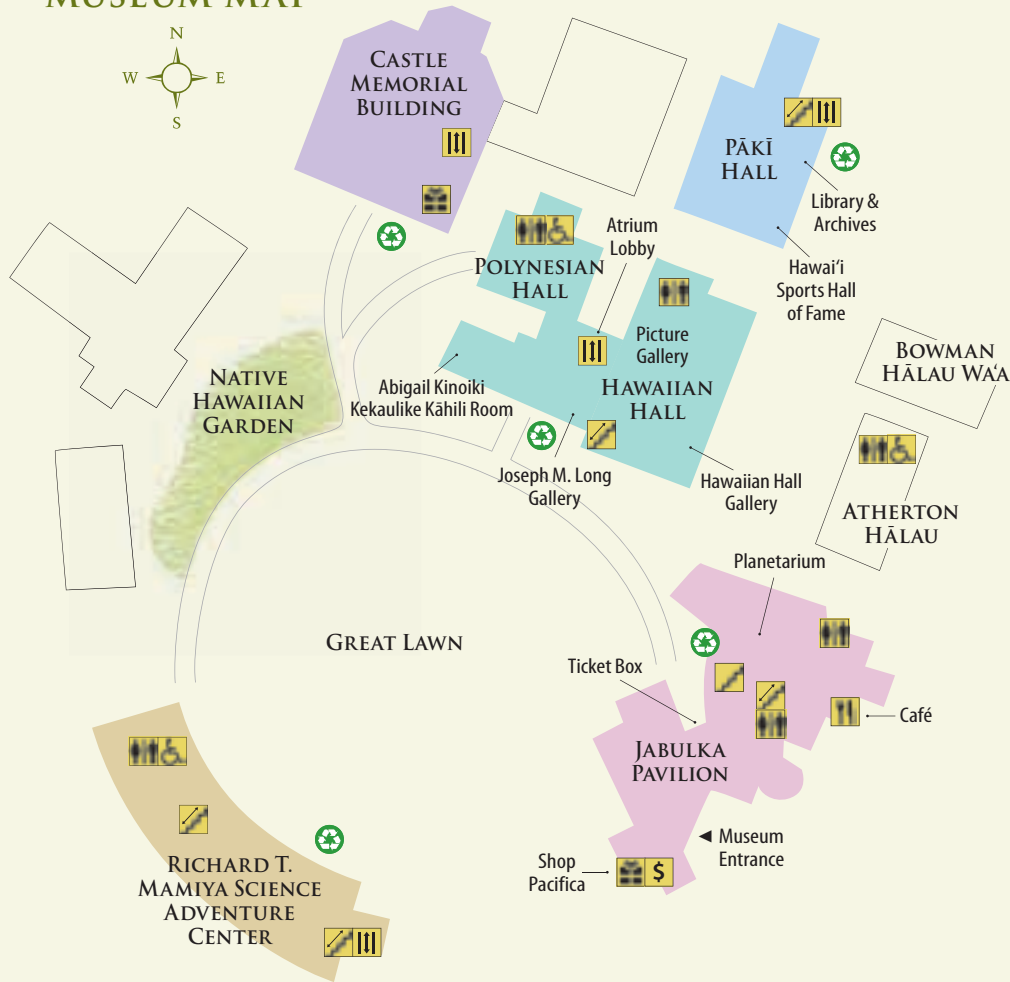 MUSEUM MAP
N
W
E
S
CASTLE
MEMORIAL
BUILDING
PĀKĪ
HALL
Library &
Archives
Hawaiʻi
Sports Hall
of Fame
Atrium
Lobby
POLYNESIAN
HALL
Picture
Gallery
HAWAIIAN
HALL
Abigail Kinoiki
Kekaulike Kāhili Room
BOWMAN
HĀLAU WAʻA
NATIVE
HAWAIIAN
GARDEN
Joseph M. Long
Gallery
Hawaiian Hall
Gallery
ATHERTON
HĀLAU
Planetarium
GREAT LAWN
Ticket Box
Café
JABULKA
PAVILION
Museum
Entrance
Shop
Pacifica
$
RICHARD T.
MAMIYA SCIENCE
ADVENTURE
CENTER